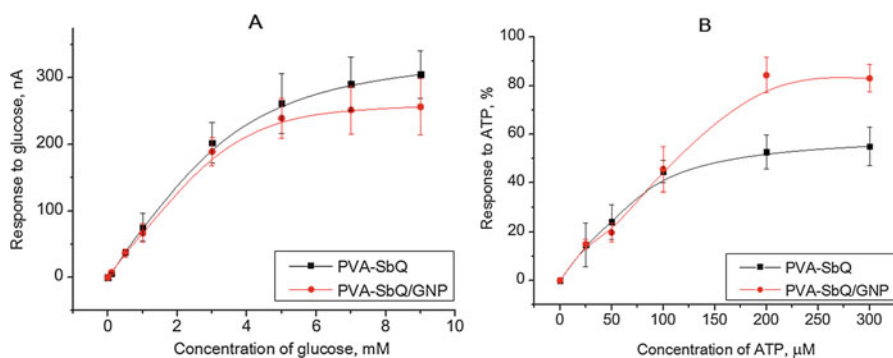 A
Response to glucose, nA
300
200
100
0
0 2 4 6 8 10
Concentration of glucose, mM
PVA-SbQ
PVA-SbQ/GNP
B
Response to ATP, %
100
80
60
40
20
0
0 50 100 150 200 250 300
Concentration of ATP, µM
PVA-SbQ
PVA-SbQ/GNP